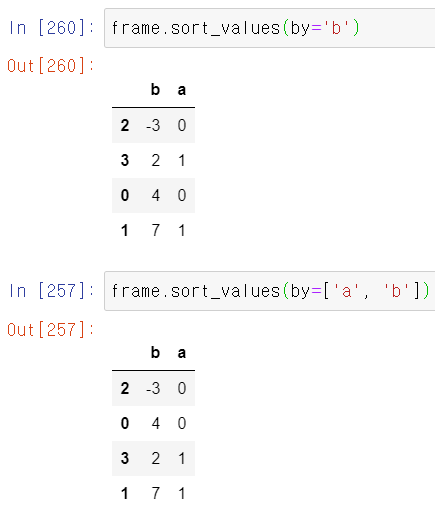 In [260]: frame.sort_values(by='b')
Out[260]:
b a
2 -3 0
3 2 1
0 4 0
1 7 1
In [257]: frame.sort_values(by=['a', 'b'])
Out[257]:
b a
2 -3 0
0 4 0
3 2 1
1 7 1